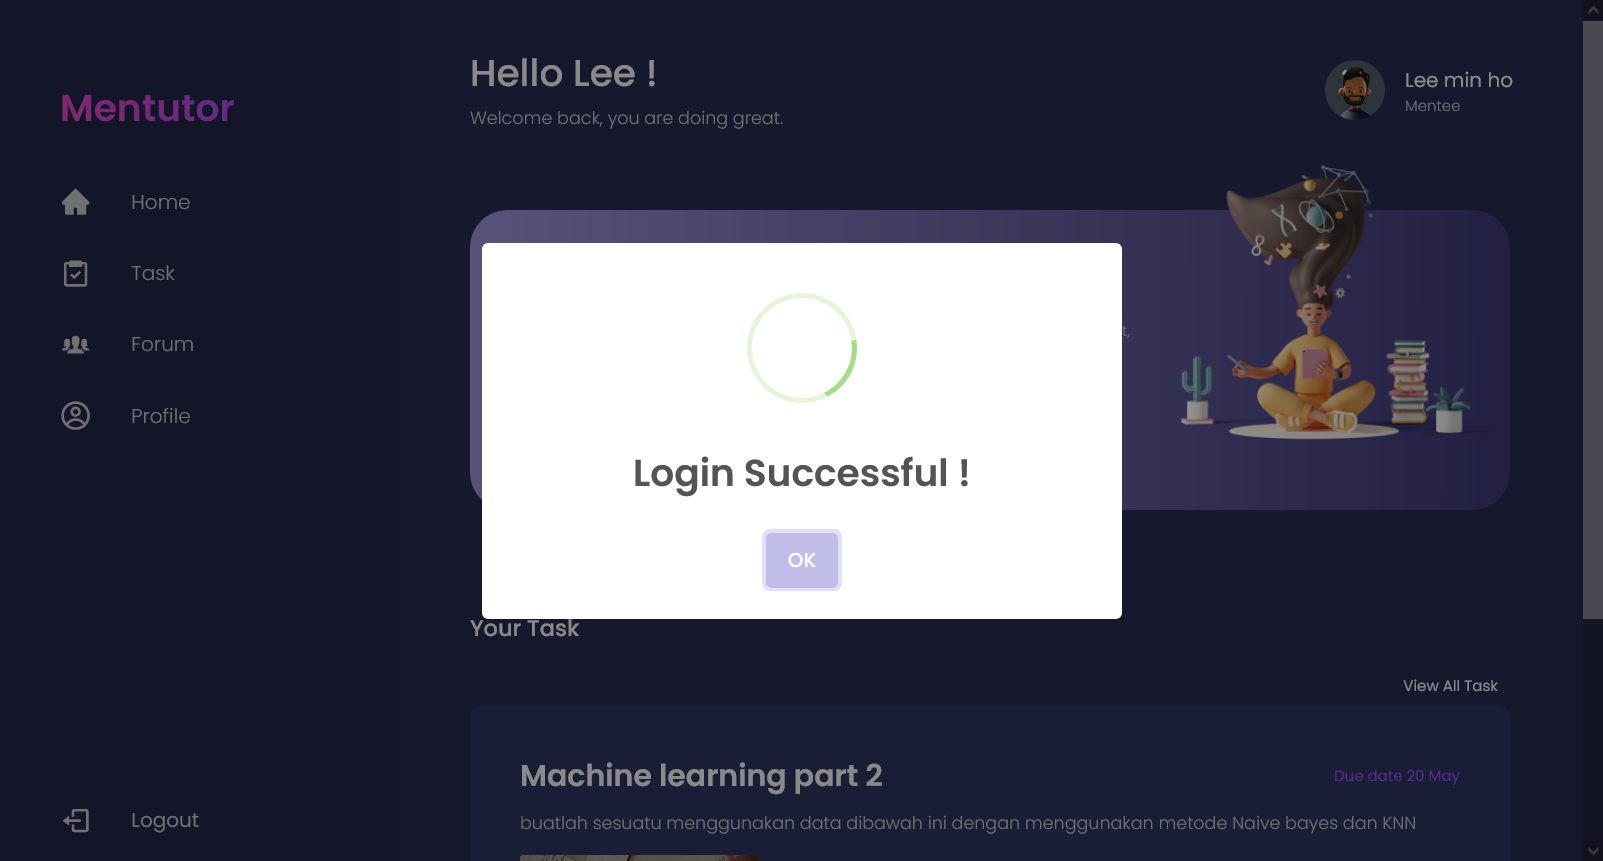 Mentutor
Home
Task
Forum
Profile
Logout
Hello Lee !
Welcome back, you are doing great.
Lee min ho
Mentee
t,
Login Successful !
OK
Your Task
View All Task
Machine learning part 2
Due date 20 May
buatlah sesuatu menggunakan data dibawah ini dengan menggunakan metode Naive bayes dan KNN